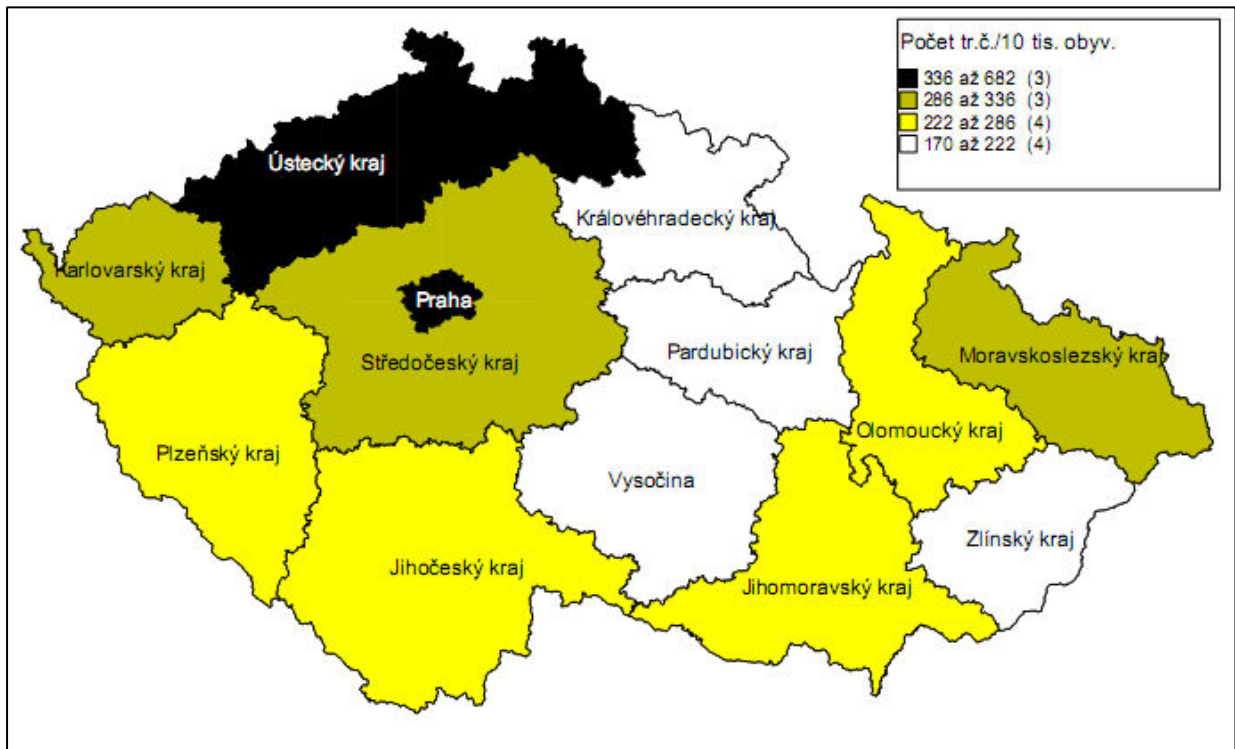 Počet tr.č./10 tis. obyv.
336 až 682 (3)
286 až 336 (3)
222 až 286 (4)
170 až 222 (4)
Ústecký kraj
Královéhradecký kraj
Karlovarský kraj
Praha
Pardubický kraj
Moravskoslezský kraj
Středočeský kraj
Olomoucký kraj
Plzeňský kraj
Vysočina
Zlínský kraj
Jihočeský kraj
Jihomoravský kraj